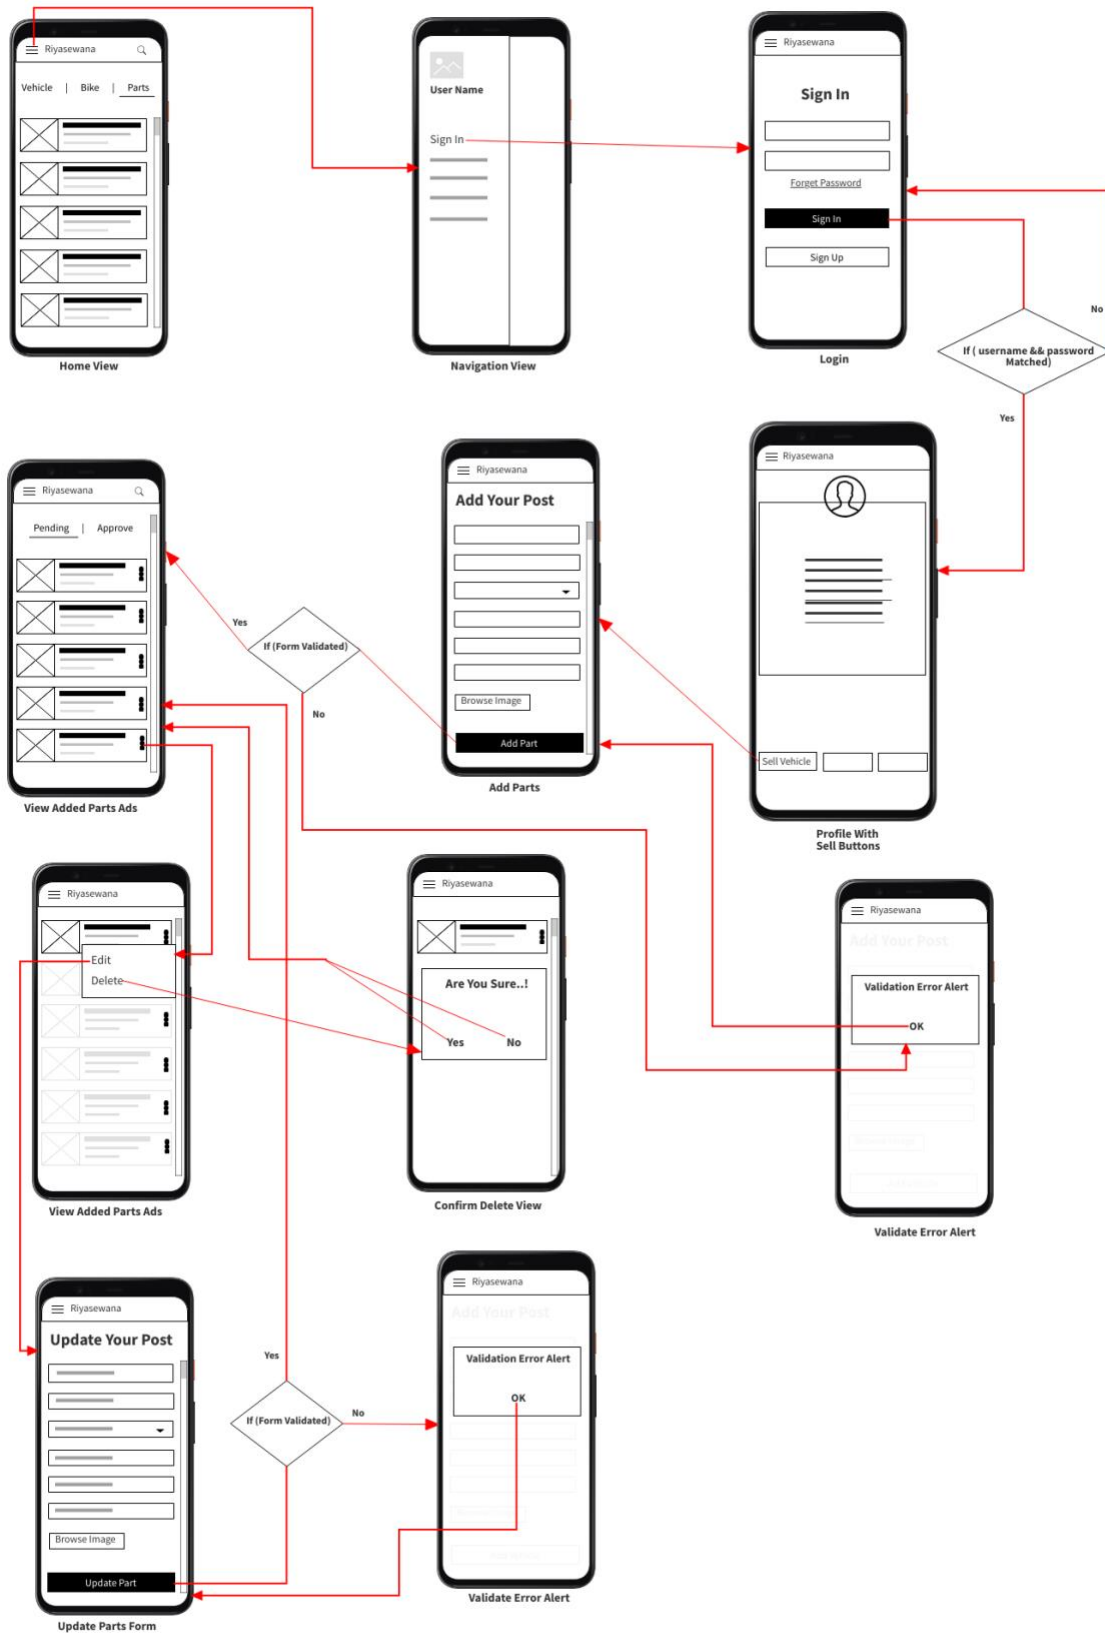 Riyasewana
Vehicle | Bike | Parts
Home View
User Name
Sign In
Navigation View
Riyasewana
Sign In
Forget Password
Sign In
Sign Up
Login
No
If ( username && password
Matched)
Yes
Riyasewana
Pending | Approve
View Added Parts Ads
Yes
If (Form Validated)
No
Riyasewana
Add Your Post
Browse Image
Add Part
Add Parts
Riyasewana
Sell Vehicle
Profile With
Sell Buttons
Riyasewana
Edit
Delete
View Added Parts Ads
Riyasewana
Are You Sure..!
Yes No
Confirm Delete View
Riyasewana
Add Your Post
Validation Error Alert
OK
Browse Image
Validate Error Alert
Riyasewana
Update Your Post
Browse Image
Update Part
Update Parts Form
Yes
If (Form Validated)
No
Riyasewana
Add Your Post
Validation Error Alert
OK
Validate Error Alert